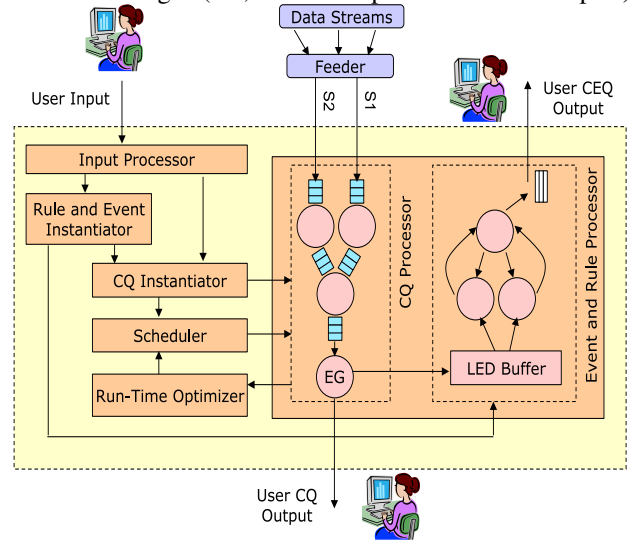 Data Streams
Feeder
User Input
S2
S1
User CEQ
Output
Input Processor
Rule and Event
Instantiator
CQ Instantiator
Scheduler
Run-Time Optimizer
CQ Processor
EG
LED Buffer
Event and Rule Processor
User CQ
Output